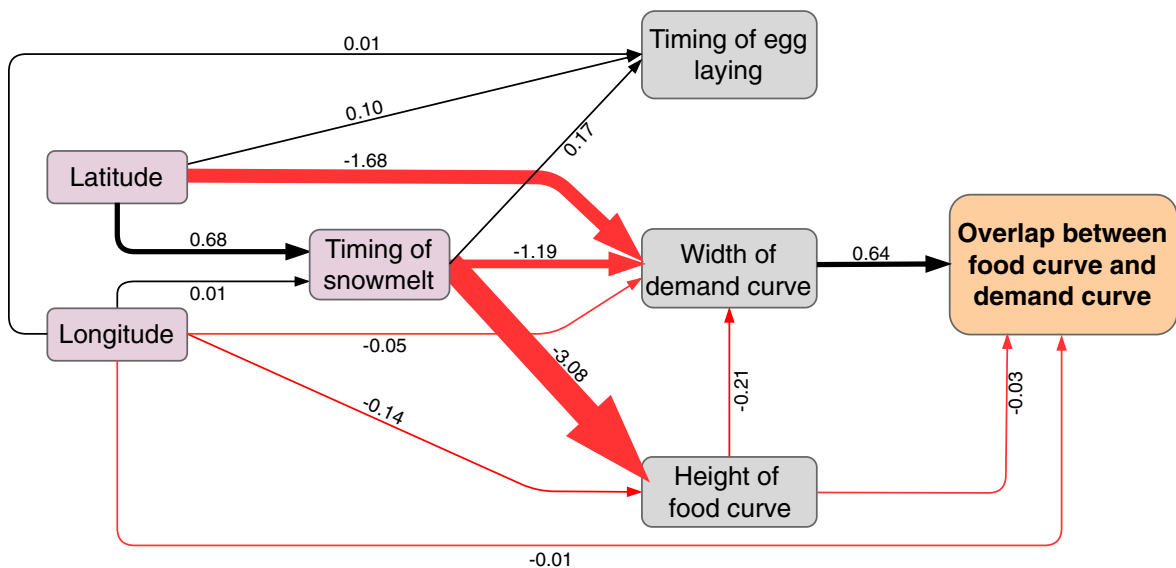 0.01
Timing of egg
laying
0.10
0.17
Latitude
-1.68
0.68
Timing of
snowmelt
-1.19
Width of
demand curve
0.64
Overlap between
food curve and
demand curve
0.01
Longitude
-0.05
-3.08
-0.14
-0.21
-0.03
Height of
food curve
-0.01